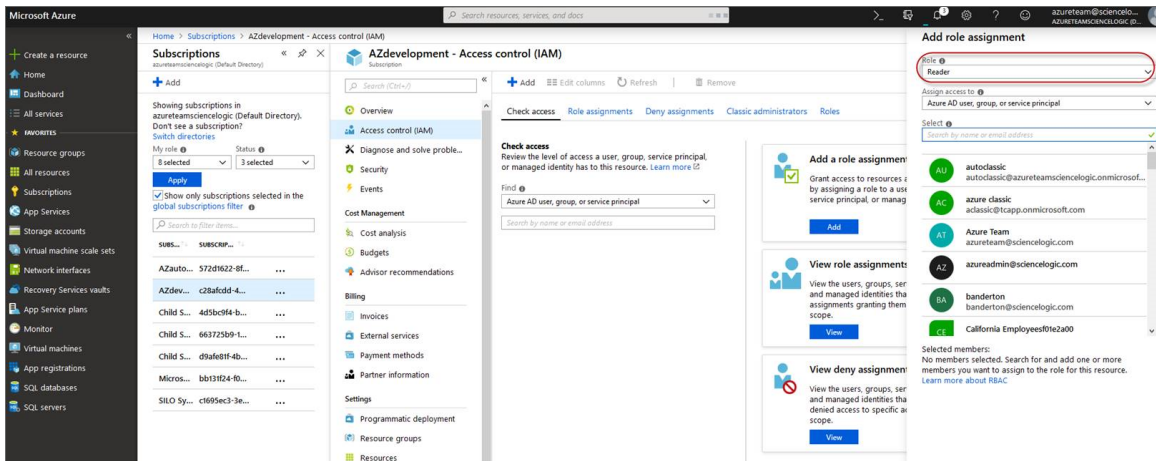 Microsoft Azure
Search resources, services, and docs
3
azureteam@sciencelo...
AZURETEAMSCIENCELOGIC (D...
«
Create a resource
Home
Dashboard
All services
FAVORITES
Resource groups
All resources
Subscriptions
App Services
Storage accounts
Virtual machine scale sets
Network interfaces
Recovery Services vaults
App Service plans
Monitor
Virtual machines
App registrations
SQL databases
SQL servers
Home > Subscriptions > AZdevelopment - Access control (IAM)
Subscriptions
azureteamsciencelogic (Default Directory)
Add
Showing subscriptions in
azureteamsciencelogic (Default Directory).
Don't see a subscription?
Switch directories
My role
Status
8 selected
3 selected
Apply
Show only subscriptions selected in the
global subscriptions filter
Search to filter items...
SUBS...
SUBSCRIP...
AZauto... 572d1622-8f... ...
AZdev... c28afcdd-4... ...
Child S... 4d5bc9f4-b... ...
Child S... 663725b9-1... ...
Child S... d9afe81f-4b... ...
Micros... bb13ff24-f0... ...
SILO Sy... c1695ec3-3e... ...
AZdevelopment - Access control (IAM)
Subscription
Search (Ctrl+/)
Overview
Access control (IAM)
Diagnose and solve proble...
Security
Events
Cost Management
Cost analysis
Budgets
Advisor recommendations
Billing
Invoices
External services
Payment methods
Partner information
Settings
Programmatic deployment
Resource groups
Resources
Add
Edit columns
Refresh
Remove
Check access
Role assignments
Deny assignments
Classic administrators
Roles
Check access
Review the level of access a user, group, service principal,
or managed identity has to this resource. Learn more
Find
Azure AD user, group, or service principal
Search by name or email address
Add a role assignment
Grant access to resources a
by assigning a role to a use
service principal, or manag
Add
View role assignments
View the users, groups, ser
and managed identities tha
assignments granting them
scope.
View
View deny assignment
View the users, groups, ser
and managed identities tha
denied access to specific ac
scope.
View
Add role assignment
Role
Reader
Assign access to
Azure AD user, group, or service principal
Select
Search by name or email address
AU
autoclassic
autoclassic@azureteamsciencelogic.onmicrosof...
AC
azure classic
aclassic@tcapp.onmicrosoft.com
AT
Azure Team
azureteam@sciencelogic.com
AZ
azureadmin@sciencelogic.com
BA
banderton
banderton@sciencelogic.com
CE
California Employeesf01e2a00
Selected members:
No members selected. Search for and add one or more
members you want to assign to the role for this resource.
Learn more about RBAC